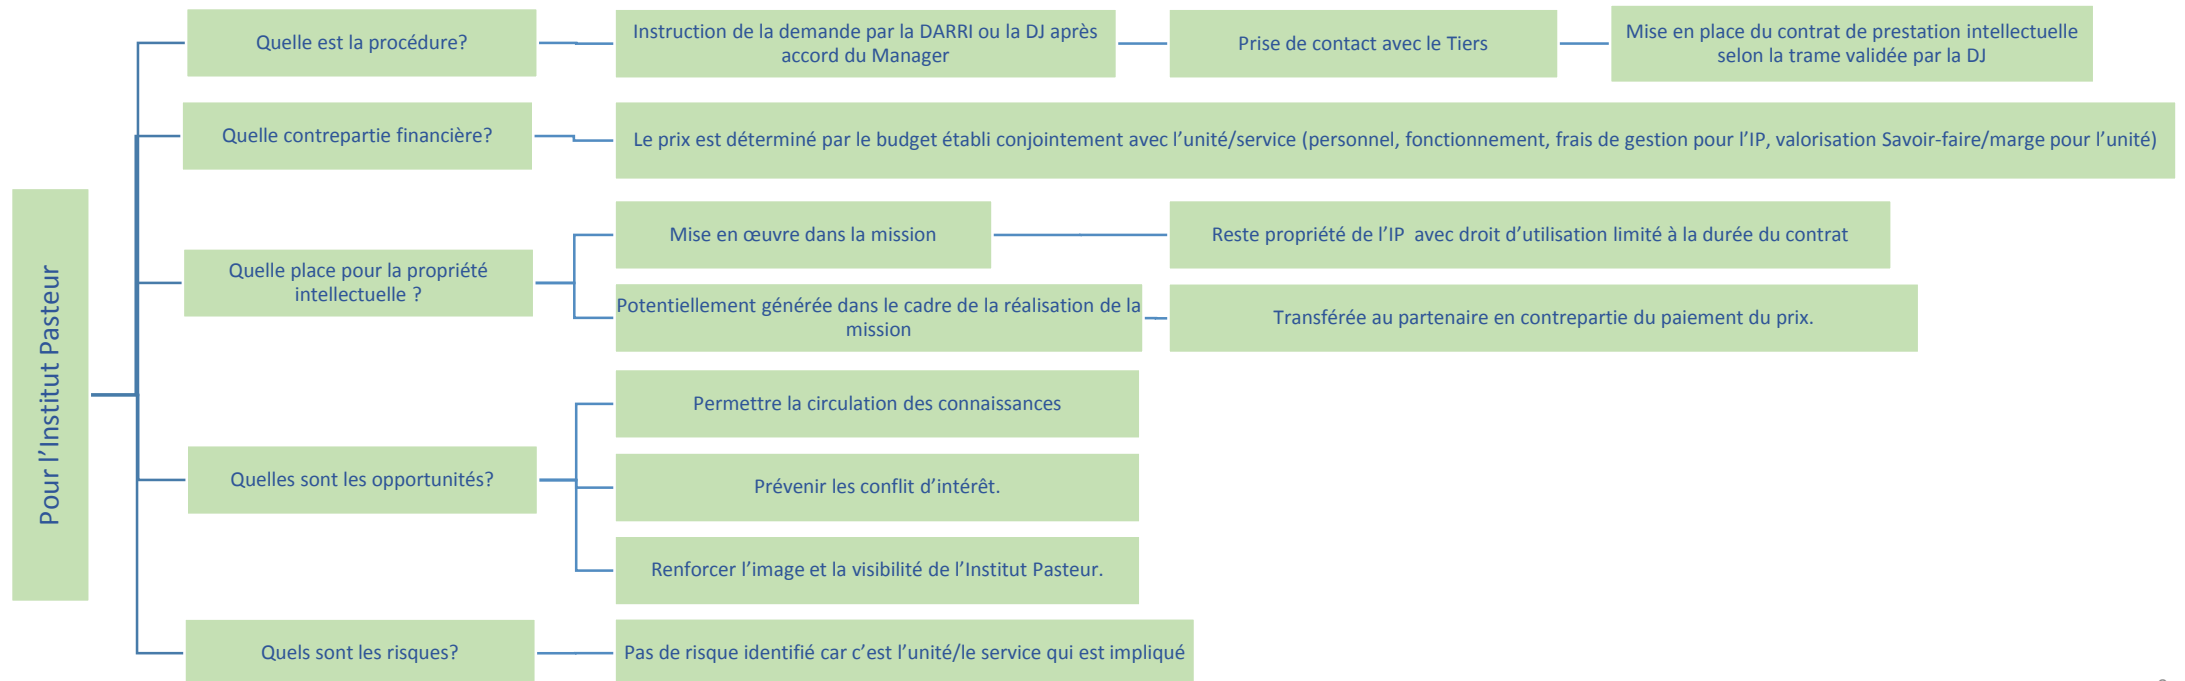 Pour l'Institut Pasteur
Quelle est la procédure?
Instruction de la demande par la DARRI ou la DJ après
accord du Manager
Prise de contact avec le Tiers
Mise en place du contrat de prestation intellectuelle
selon la trame validée par la DJ
Quelle contrepartie financière?
Le prix est déterminé par le budget établi conjointement avec l'unité/service (personnel, fonctionnement, frais de gestion pour l'IP, valorisation Savoir-faire/marge pour l'unité)
Quelle place pour la propriété
intellectuelle ?
Mise en œuvre dans la mission
Reste propriété de l'IP  avec droit d'utilisation limité à la durée du contrat
Potentiellement générée dans le cadre de la réalisation de la
mission
Transférée au partenaire en contrepartie du paiement du prix.
Quelles sont les opportunités?
Permettre la circulation des connaissances
Prévenir les conflit d'intérêt.
Renforcer l'image et la visibilité de l'Institut Pasteur.
Quels sont les risques?
Pas de risque identifié car c'est l'unité/le service qui est impliqué